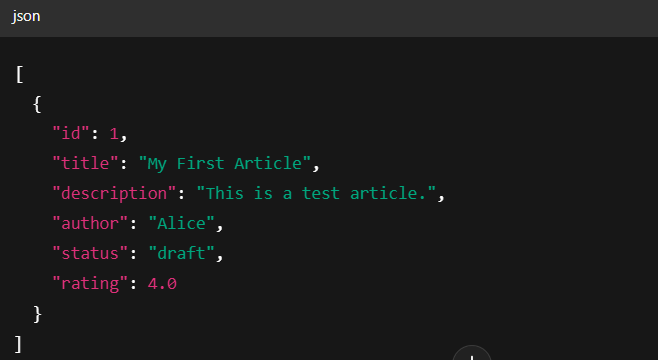 json
[
{
"id": 1,
"title": "My First Article",
"description": "This is a test article.",
"author": "Alice",
"status": "draft",
"rating": 4.0
}
]